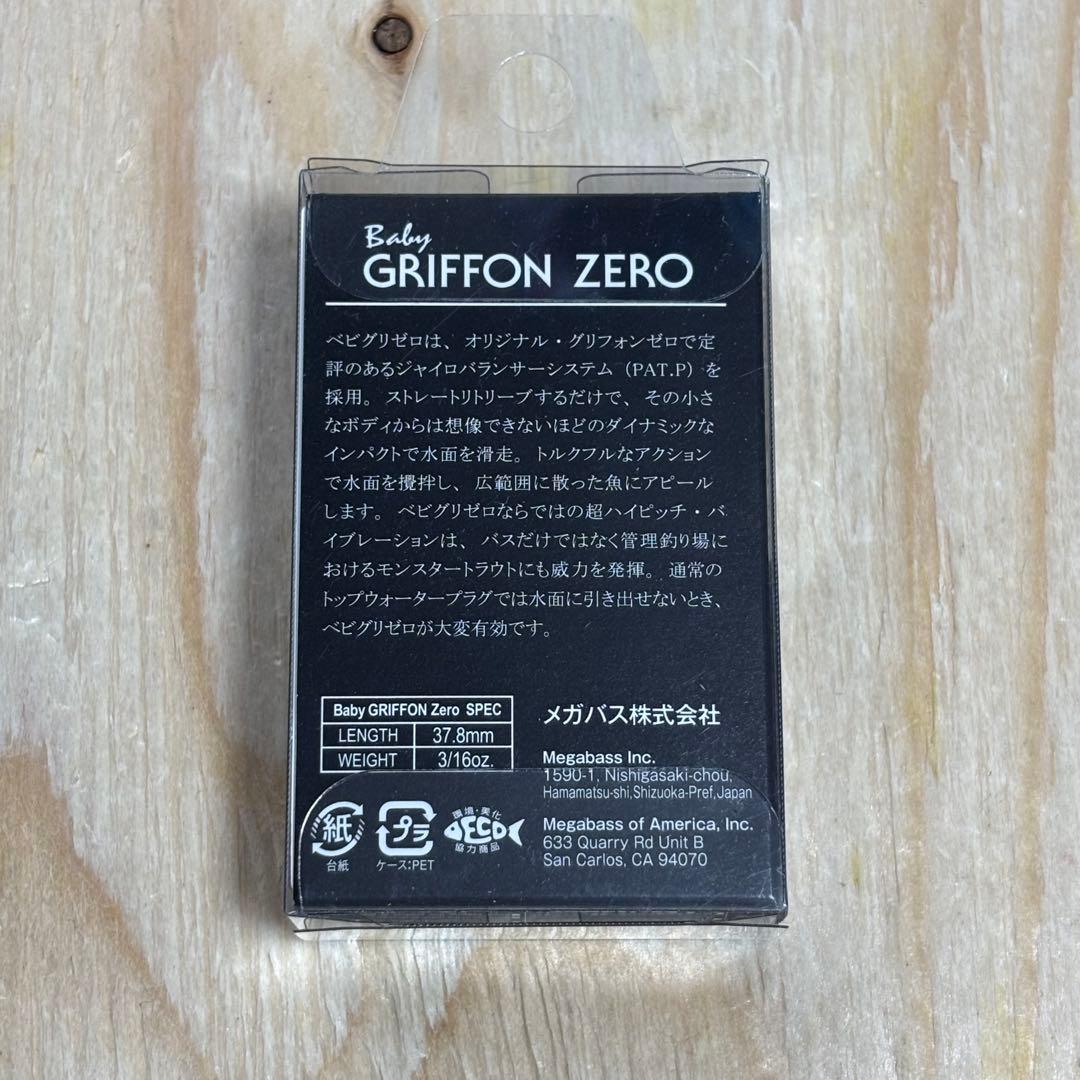 Baby
GRIFFON ZERO
ベビグリゼロは、オリジナル・グリフォンゼロで定
評のあるジャイロバランサーシステム（PAT.P）を
採用。ストレートリトリーブするだけで、その小さ
なボディからは想像できないほどのダイナミックな
インパクトで水面を滑走。トルクフルなアクション
で水面を攪拌し、広範囲に散った魚にアピール
します。ベビグリゼロならではの超ハイピッチ・バ
イブレーションは、バスだけではなく管理釣り場に
おけるモンスタートラウトにも威力を発揮。通常の
トップウォータープラグでは水面に引き出せないとき、
ベビグリゼロが大変有効です。
Baby GRIFFON Zero SPEC
LENGTH 37.8mm
WEIGHT 3/16oz.
メガバス株式会社
Megabass Inc.
1590-1, Nishigasaki-chou,
Hamamatsu-shi,Shizuoka-Pref,Japan
Megabass of America, Inc.
633 Quarry Rd Unit B
San Carlos, CA 94070
紙
台紙
プラ
ケース:PET
環境・美化
ECO
協力商品